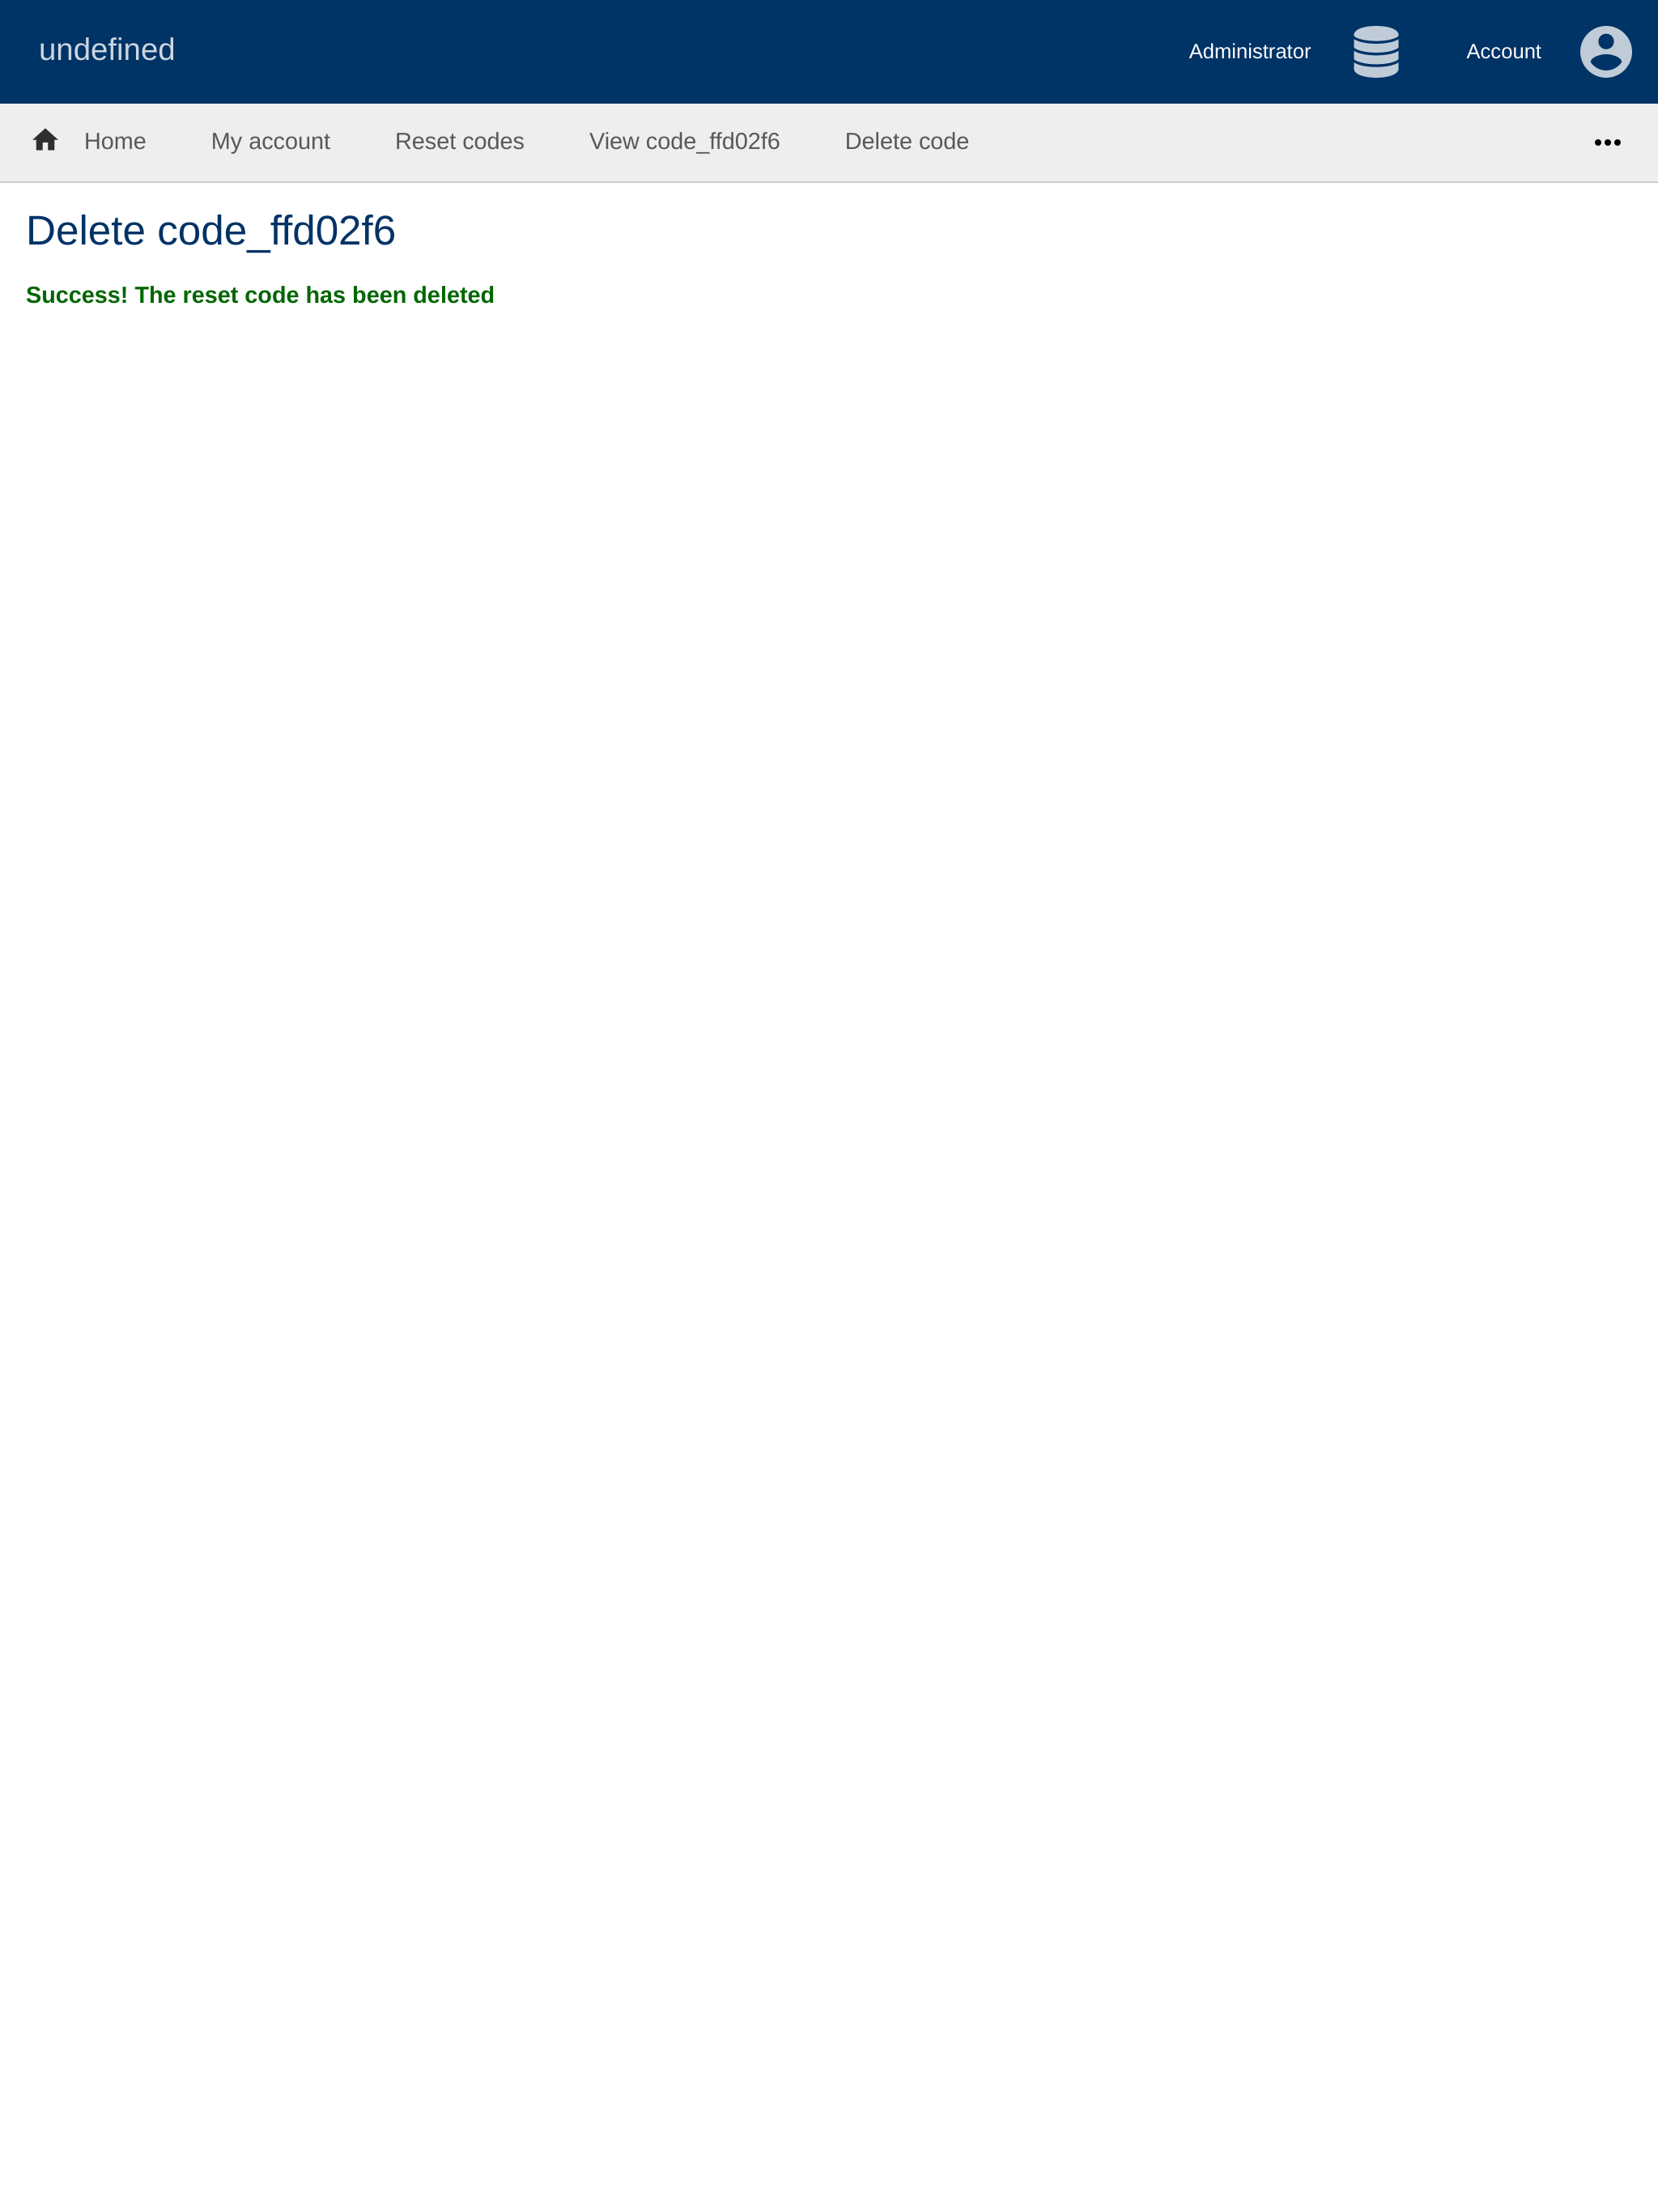 undefined
Administrator
Account
Home
My account
Reset codes
View code_ffd02f6
Delete code
Delete code_ffd02f6
Success! The reset code has been deleted